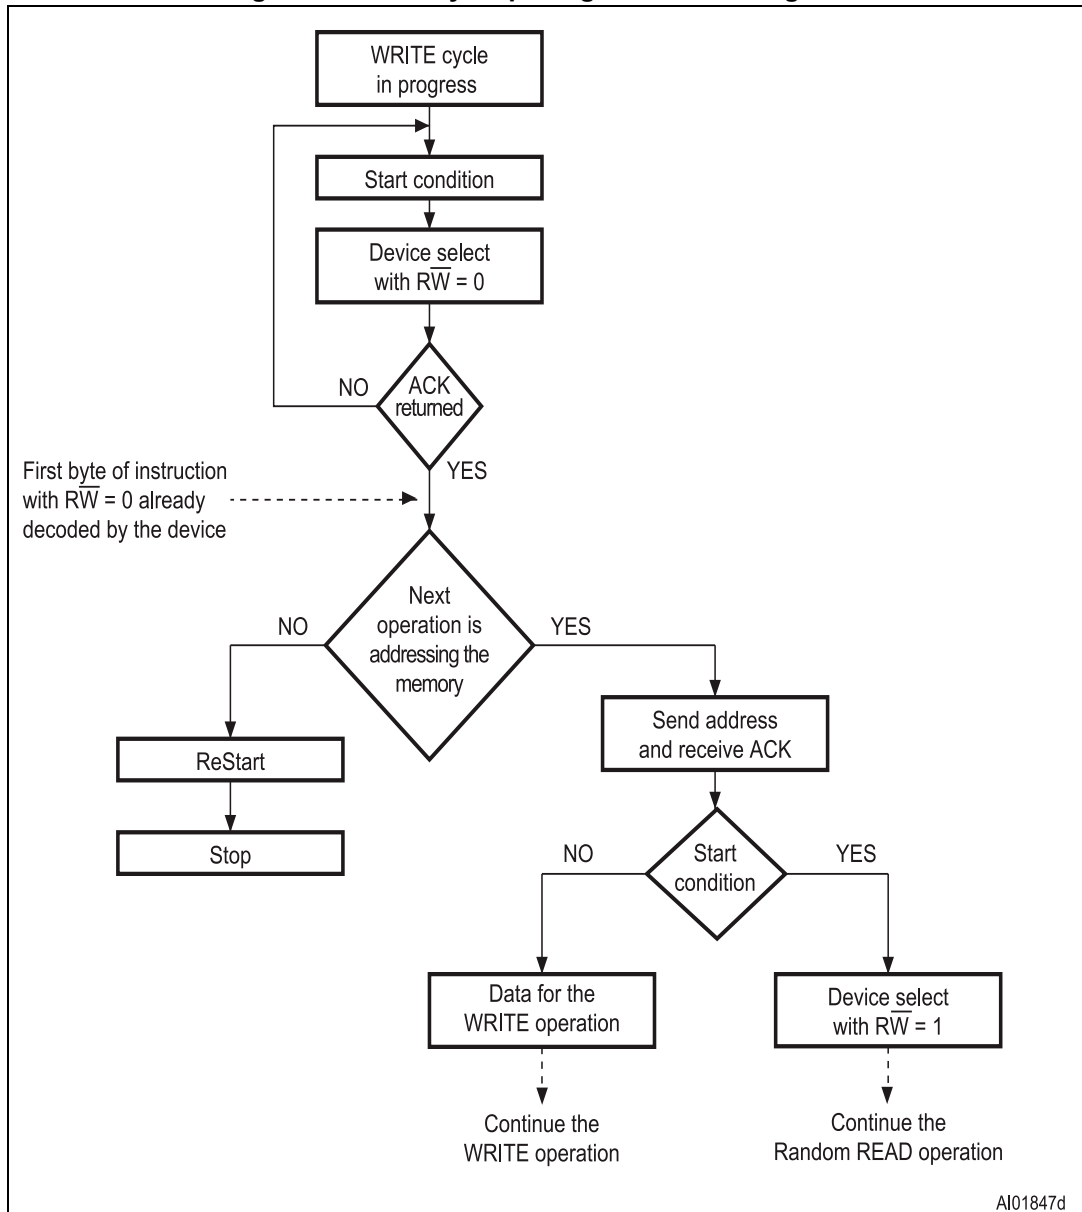 WRITE cycle
in progress
Start condition
Device select
with RW̅ = 0
NO
ACK
returned
YES
First byte of instruction
with RW̅ = 0 already
decoded by the device
NO
Next
operation is
addressing the
memory
YES
Send address
and receive ACK
ReStart
Stop
NO
Start
condition
YES
Data for the
WRITE operation
Device select
with RW̅ = 1
Continue the
WRITE operation
Continue the
Random READ operation
AI01847d